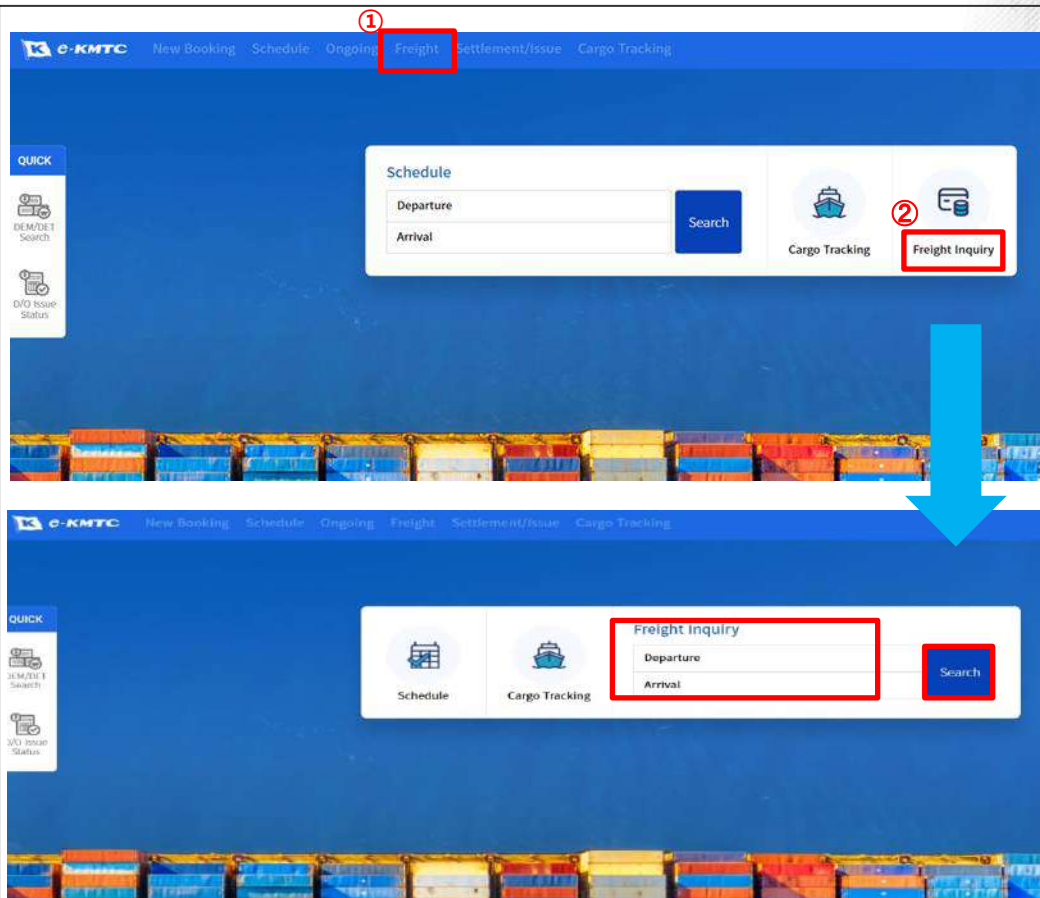 ①
e-KMTC New Booking Schedule Ongoing Freight Settlement/Issue Cargo Tracking
QUICK
DEM/DET
Search
D/O Issue
Status
Schedule
Departure
Arrival
Search
Cargo Tracking
②
Freight Inquiry
e-KMTC New Booking Schedule Ongoing Freight Settlement/Issue Cargo Tracking
QUICK
DEM/DET
Search
D/O Issue
Status
Schedule
Cargo Tracking
Freight Inquiry
Departure
Arrival
Search